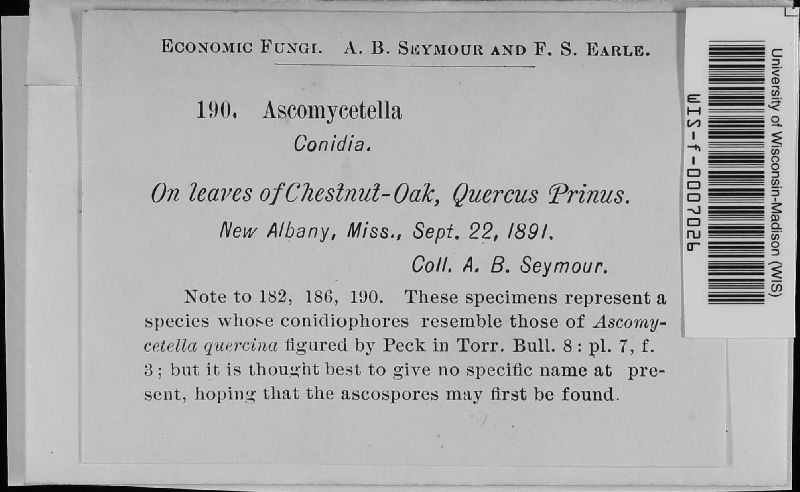 Economic Fungi. A. B. Seymour and F. S. Earle.
190. Ascomycetella
Conidia.
On leaves of Chestnut-Oak, Quercus Prinus.
New Albany, Miss., Sept. 22, 1891.
Coll. A. B. Seymour.
Note to 182, 186, 190. These specimens represent a
species whose conidiophores resemble those of Ascomy-
cetella quercina figured by Peck in Torr. Bull. 8 : pl. 7, f.
3 ; but it is thought best to give no specific name at pre-
sent, hoping that the ascospores may first be found.
WIS-f-0007029
University of Wisconsin-Madison (WIS)